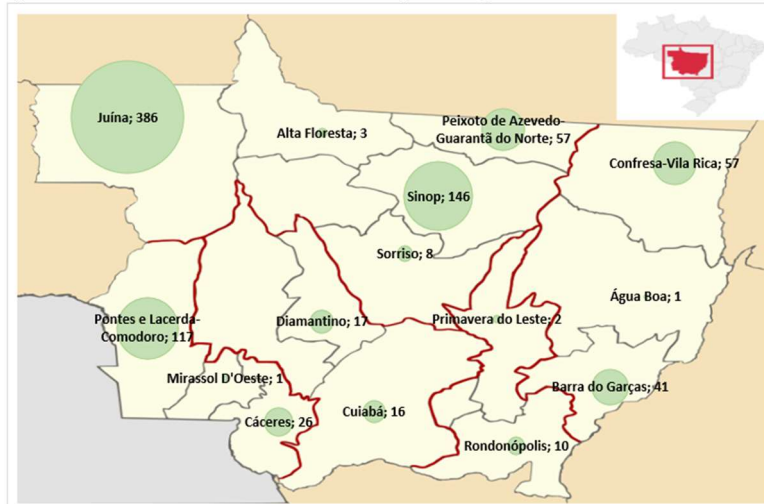 Juína; 386
Alta Floresta; 3
Peixoto de Azevedo-
Guarantã do Norte; 57
Confresa-Vila Rica; 57
Sinop; 146
Sorriso; 8
Água Boa; 1
Pontes e Lacerda-
Comodoro; 117
Diamantino; 17
Primavera do Leste; 2
Mirassol D'Oeste; 1
Barra do Garças; 41
Cáceres; 26
Cuiabá; 16
Rondonópolis; 10